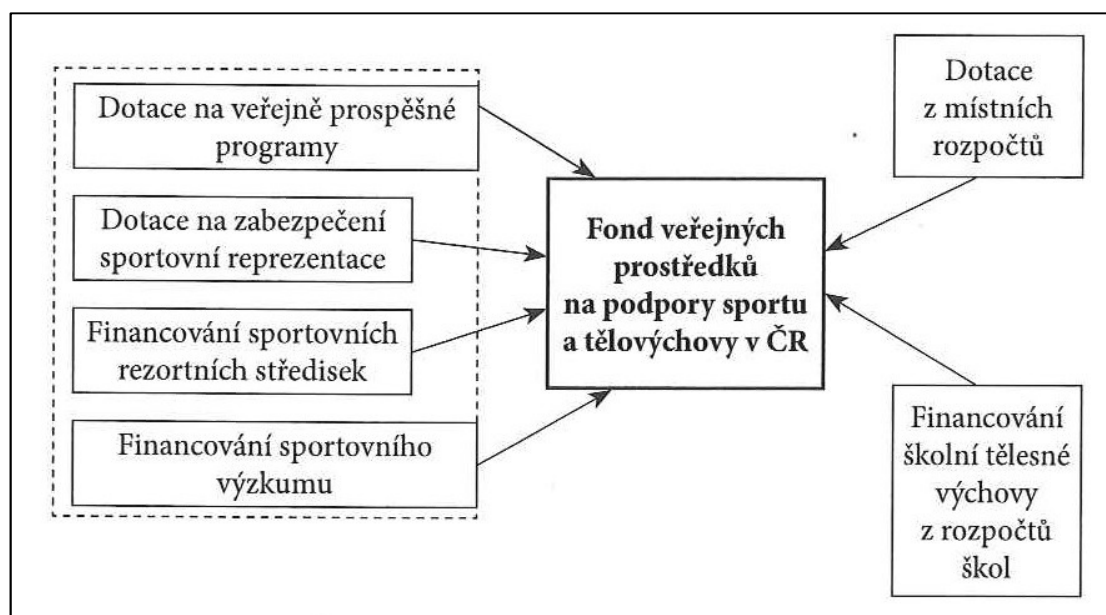 Dotace na veřejně prospěšné
programy
Dotace na zabezpečení
sportovní reprezentace
Financování sportovních
rezortních středisek
Financování sportovního
výzkumu
Fond veřejných
prostředků
na podpory sportu
a tělovýchovy v ČR
Dotace
z místních
rozpočtů
Financování
školní tělesné
výchovy
z rozpočtů
škol